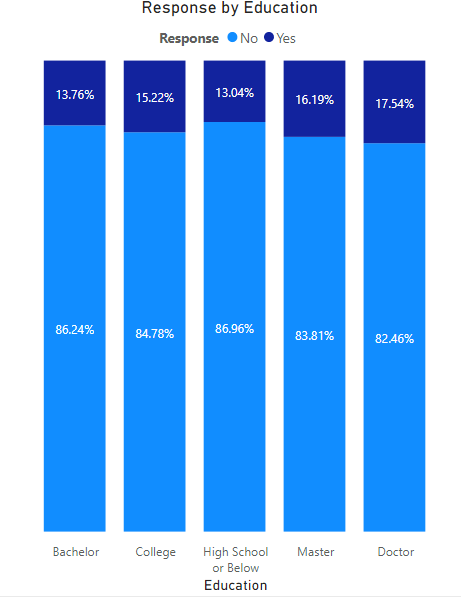 Response by Education
Response No Yes
13.76% 15.22% 13.04% 16.19% 17.54%
86.24% 84.78% 86.96% 83.81% 82.46%
Bachelor College High School Master Doctor
or Below
Education